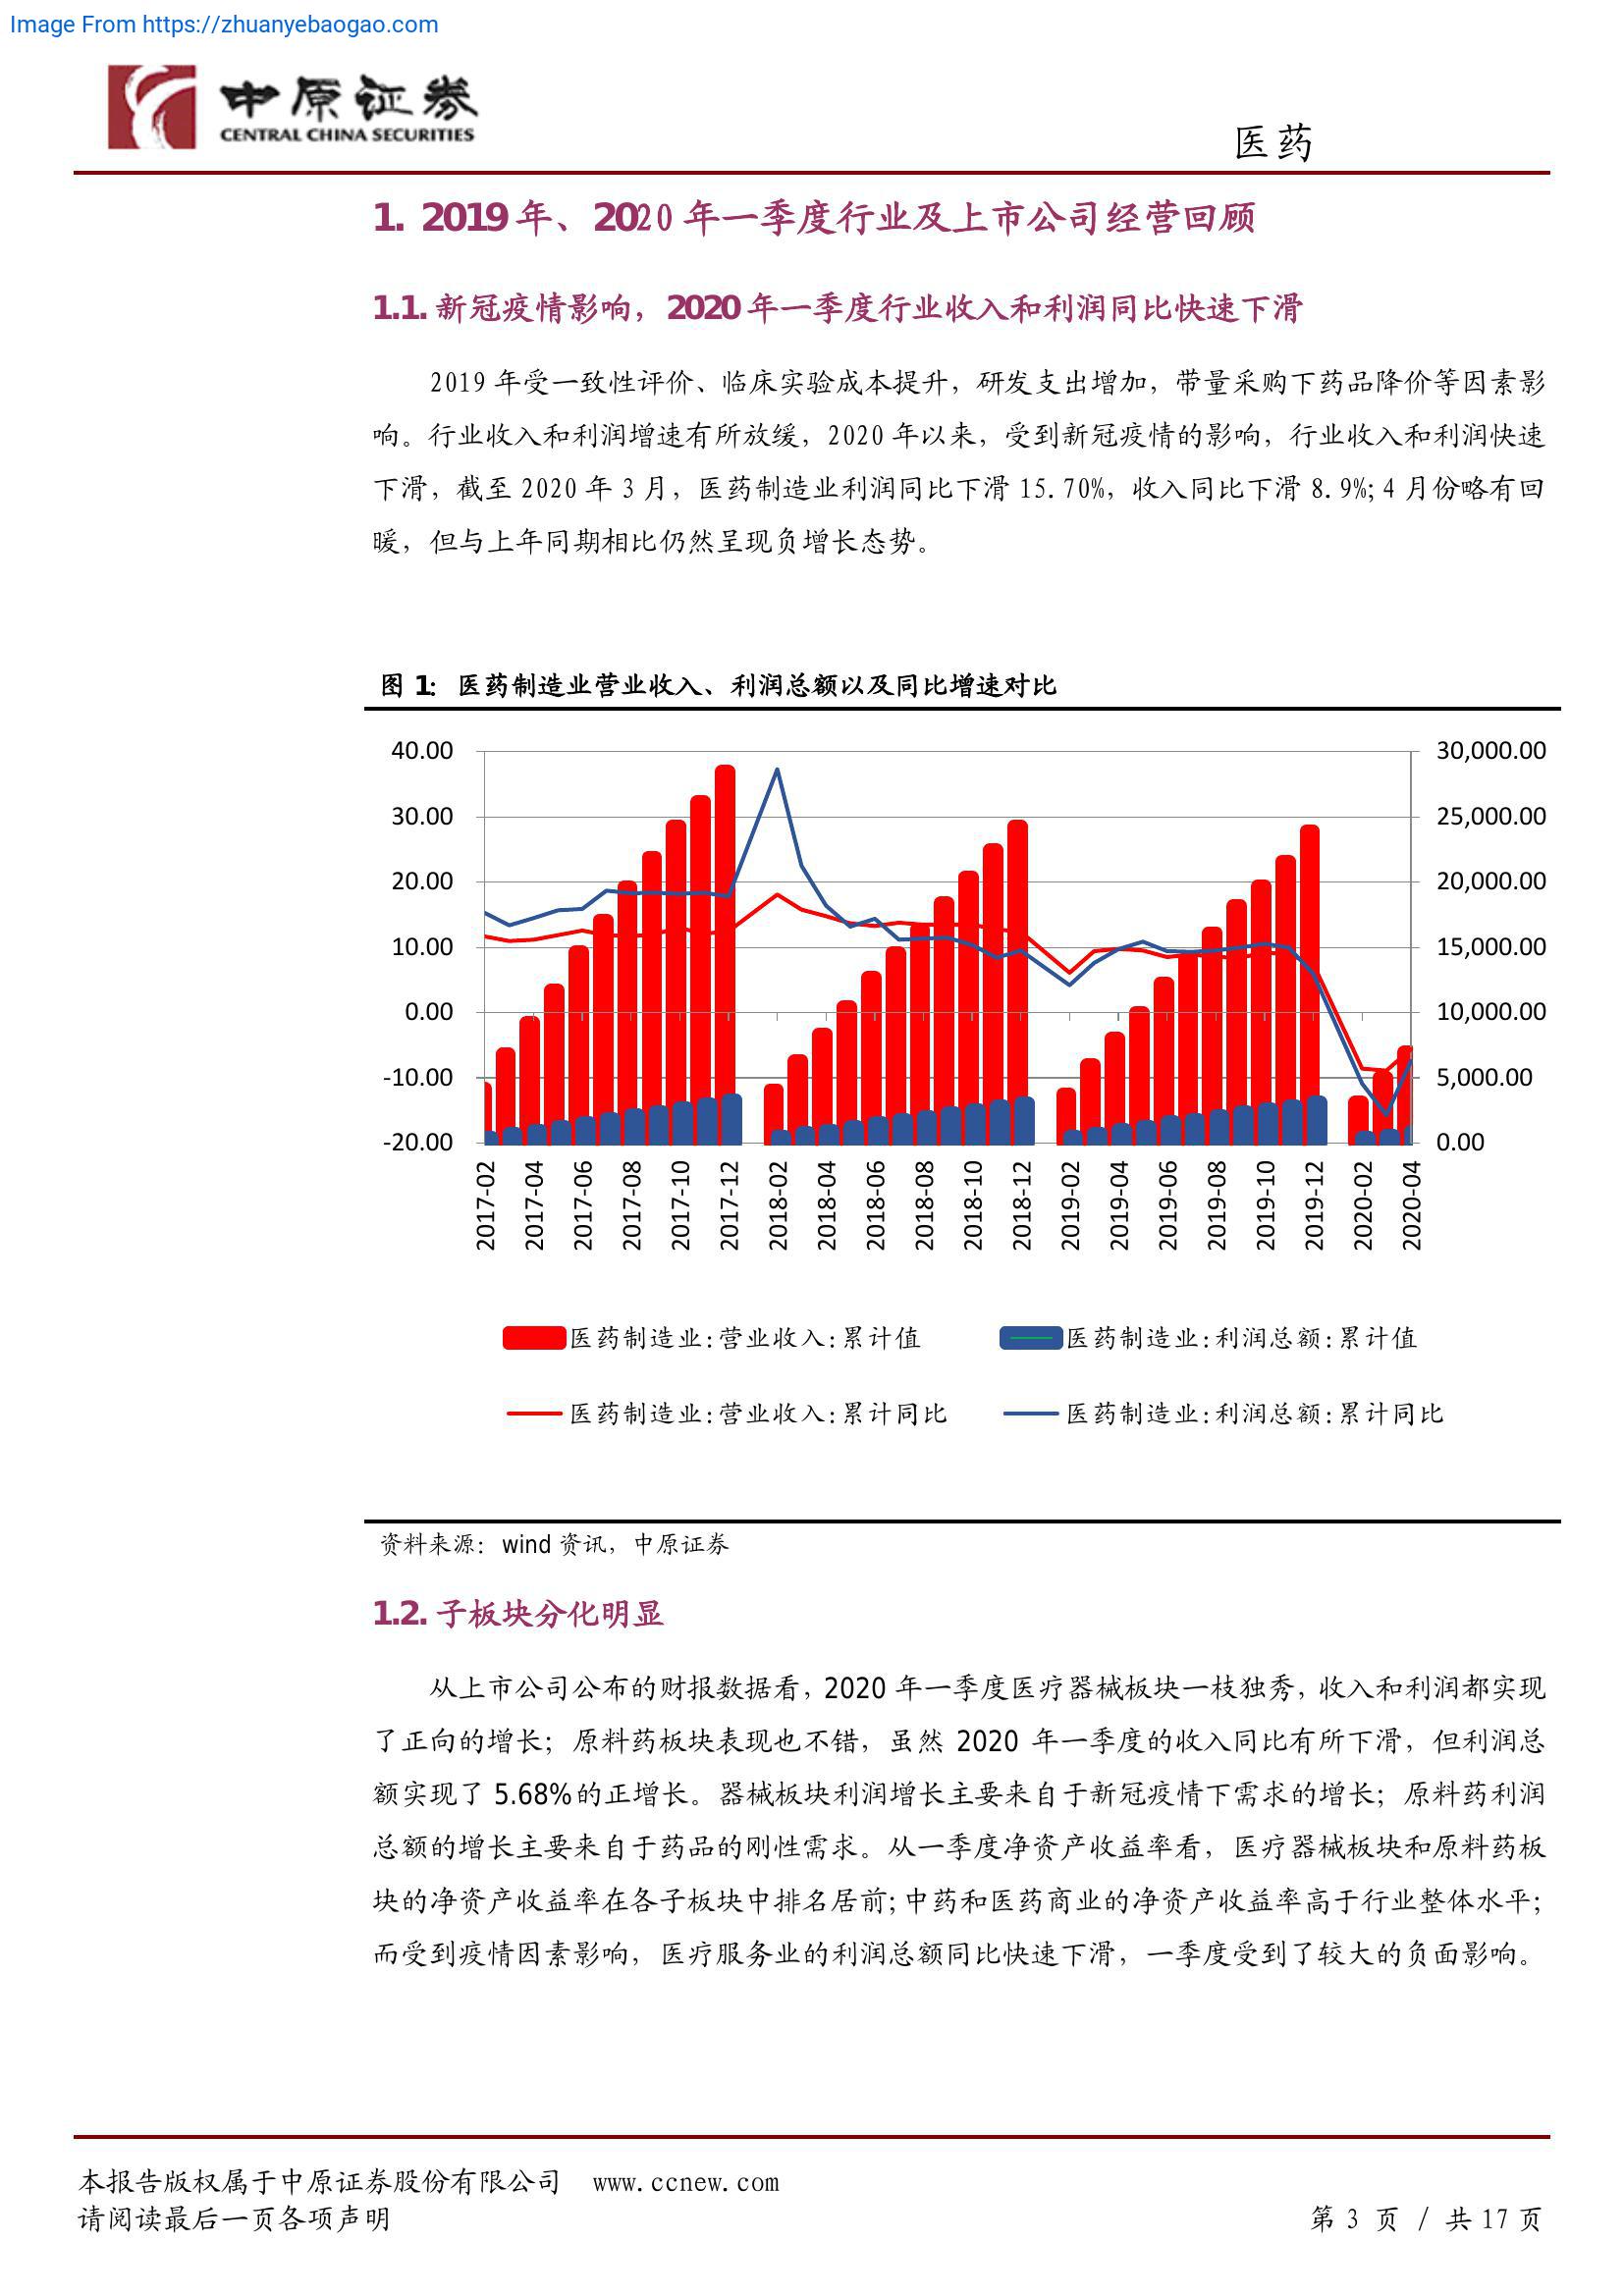 Image From https://zhuanyebaogao.com
中原证券
CENTRAL CHINA SECURITIES
医药
1. 2019 年、2020 年一季度行业及上市公司经营回顾
1.1. 新冠疫情影响，2020 年一季度行业收入和利润同比快速下滑
2019 年受一致性评价、临床实验成本提升，研发支出增加，带量采购下药品降价等因素影
响。行业收入和利润增速有所放缓，2020 年以来，受到新冠疫情的影响，行业收入和利润快速
下滑，截至 2020 年 3 月，医药制造业利润同比下滑 15.70%，收入同比下滑 8.9%;4 月份略有回
暖，但与上年同期相比仍然呈现负增长态势。
图 1： 医药制造业营业收入、利润总额以及同比增速对比
40.00
30.00
20.00
10.00
0.00
-10.00
-20.00
30,000.00
25,000.00
20,000.00
15,000.00
10,000.00
5,000.00
0.00
2017-02
2017-04
2017-06
2017-08
2017-10
2017-12
2018-02
2018-04
2018-06
2018-08
2018-10
2018-12
2019-02
2019-04
2019-06
2019-08
2019-10
2019-12
2020-02
2020-04
医药制造业:营业收入:累计值
医药制造业:利润总额:累计值
医药制造业:营业收入:累计同比
医药制造业:利润总额:累计同比
资料来源：wind 资讯，中原证券
1.2. 子板块分化明显
从上市公司公布的财报数据看，2020 年一季度医疗器械板块一枝独秀，收入和利润都实现
了正向的增长；原料药板块表现也不错，虽然 2020 年一季度的收入同比有所下滑，但利润总
额实现了 5.68%的正增长。器械板块利润增长主要来自于新冠疫情下需求的增长；原料药利润
总额的增长主要来自于药品的刚性需求。从一季度净资产收益率看，医疗器械板块和原料药板
块的净资产收益率在各子板块中排名居前；中药和医药商业的净资产收益率高于行业整体水平；
而受到疫情因素影响，医疗服务业的利润总额同比快速下滑，一季度受到了较大的负面影响。
本报告版权属于中原证券股份有限公司 www.ccnew.com
请阅读最后一页各项声明
第 3 页 / 共 17 页